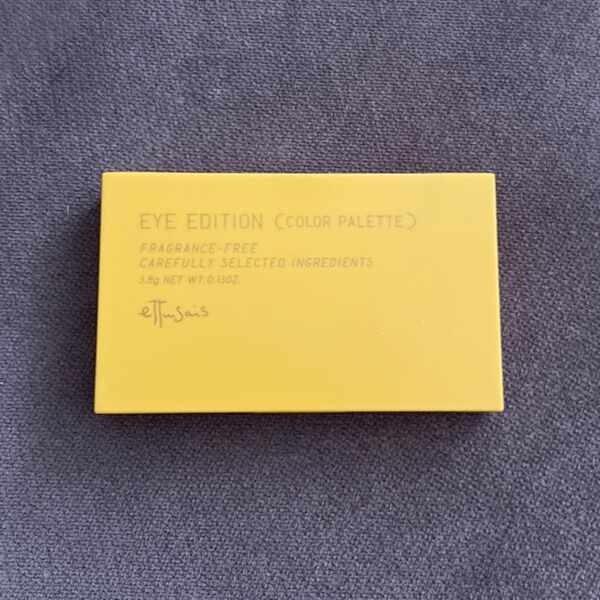 EYE EDITION (COLOR PALETTE)
FRAGRANCE-FREE
CAREFULLY SELECTED INGREDIENTS
3.8g NET WT. 0.13OZ.
ettusais